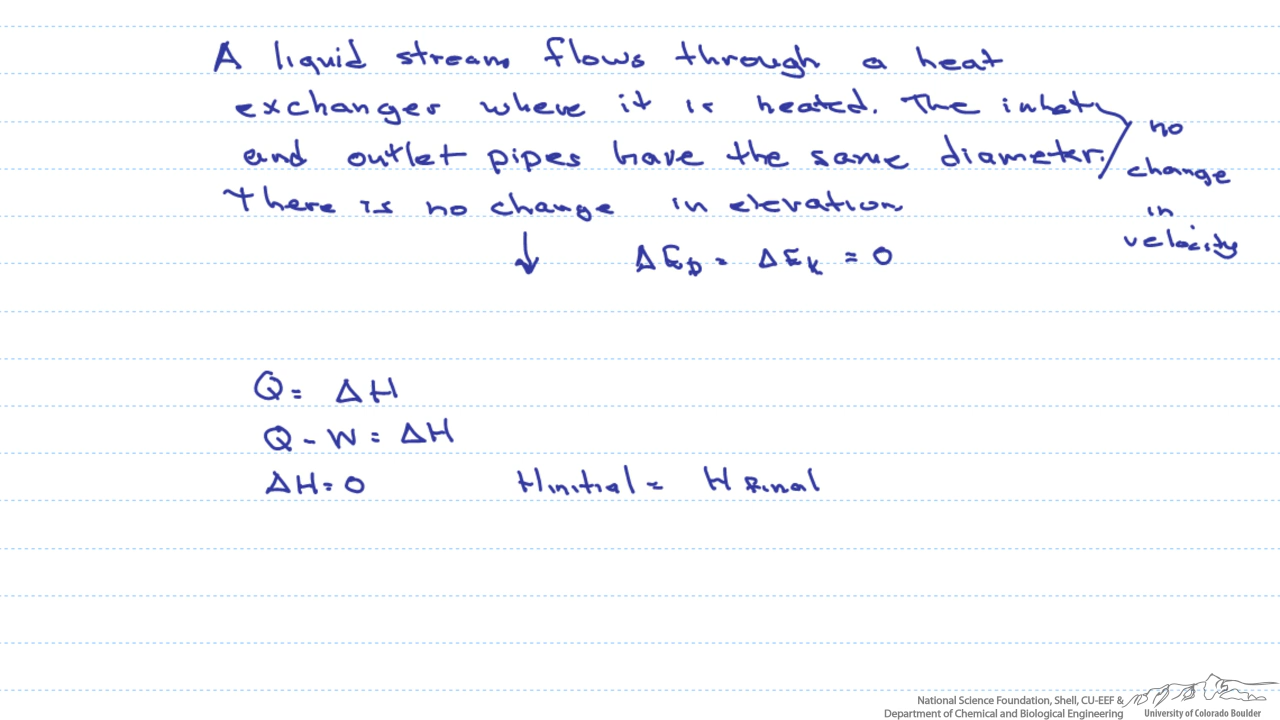 A liquid stream flows through a heat
exchanger where it is heated. The inlet
and outlet pipes have the same diameter.
There is no change in elevation
no
change
in
velocity
↓ ΔEp = ΔEk = 0
Q = ΔH
Q - W = ΔH
ΔH = 0 Hinitial = H final
National Science Foundation, Shell, CU-EEF &
Department of Chemical and Biological Engineering
University of Colorado Boulder